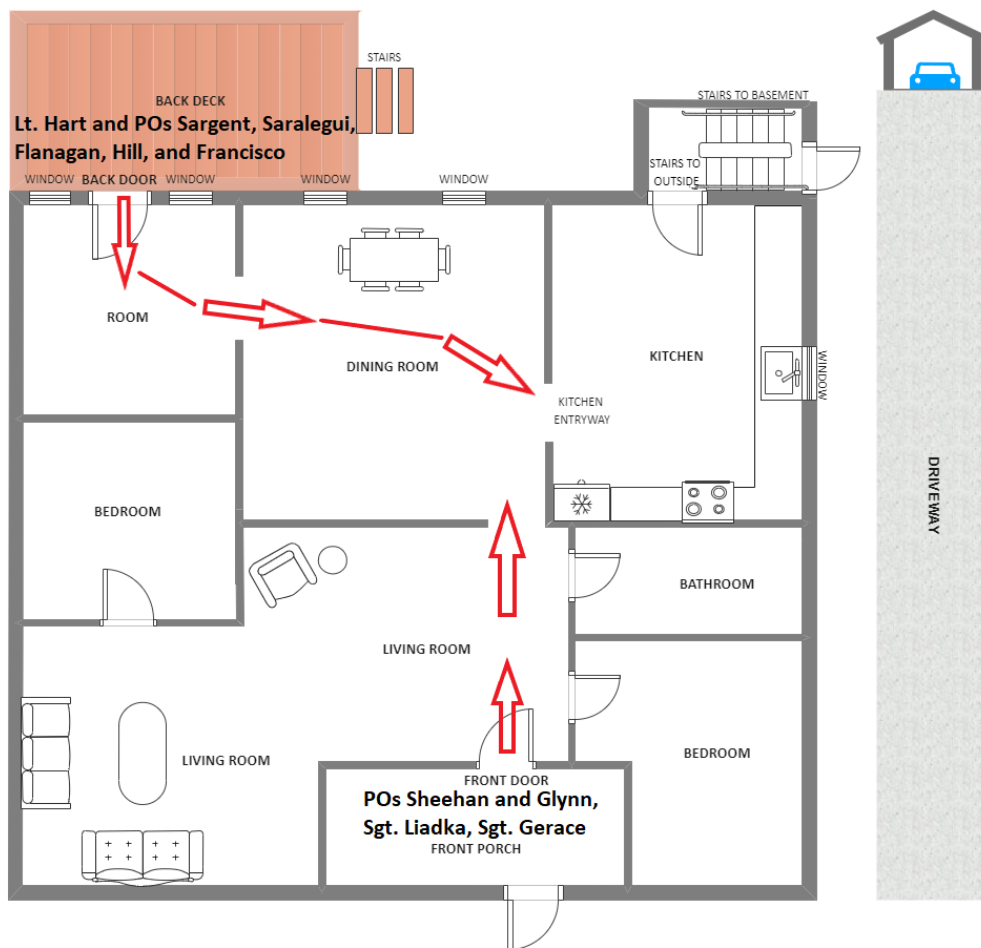 STAIRS
STAIRS TO BASEMENT
BACK DECK
Lt. Hart and POs Sargent, Saralegui,
Flanagan, Hill, and Francisco
STAIRS TO
OUTSIDE
WINDOW
BACK DOOR
WINDOW
WINDOW
WINDOW
ROOM
DINING ROOM
KITCHEN
WINDOW
KITCHEN
ENTRYWAY
DRIVEWAY
BEDROOM
BATHROOM
LIVING ROOM
LIVING ROOM
BEDROOM
FRONT DOOR
POs Sheehan and Glynn,
Sgt. Liadka, Sgt. Gerace
FRONT PORCH